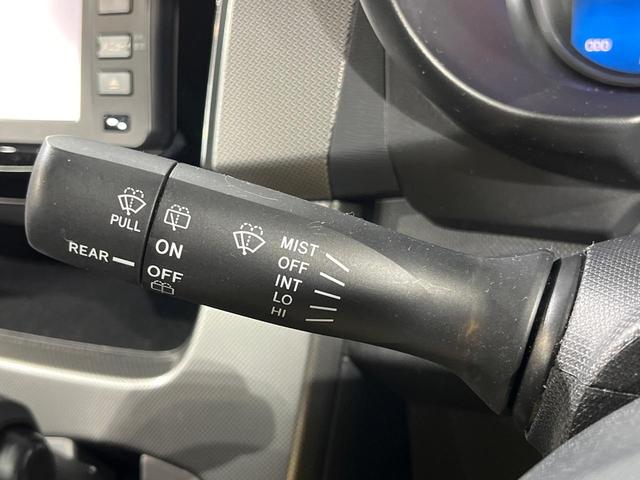 PULL
REAR
ON
OFF
MIST
OFF
INT
LO
HI